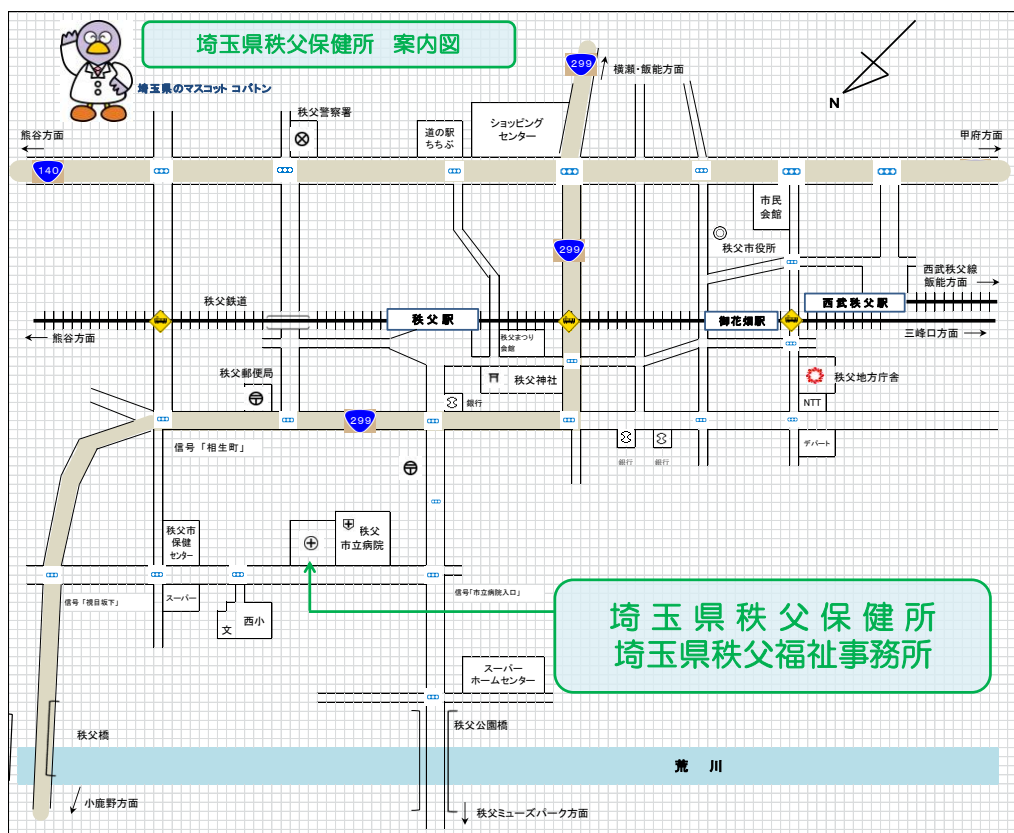 埼玉県秩父保健所 案内図
埼玉県のマスコット コバトン
299
横瀬・飯能方面
N
秩父警察署
道の駅
ちちぶ
ショッピング
センター
熊谷方面
甲府方面
140
市民
会館
秩父市役所
299
西武秩父線
飯能方面
西武秩父駅
秩父鉄道
秩父駅
御花畑駅
熊谷方面
三峰口方面
秩父まつり
会館
秩父郵便局
秩父神社
秩父地方庁舎
銀行
NTT
299
信号「相生町」
デパート
銀行
銀行
秩父市
保健
センター
秩父
市立病院
スーパー
西小
文
信号「市立病院入口」
埼玉県秩父保健所
埼玉県秩父福祉事務所
スーパー
ホームセンター
秩父橋
秩父公園橋
荒川
小鹿野方面
秩父ミューズパーク方面